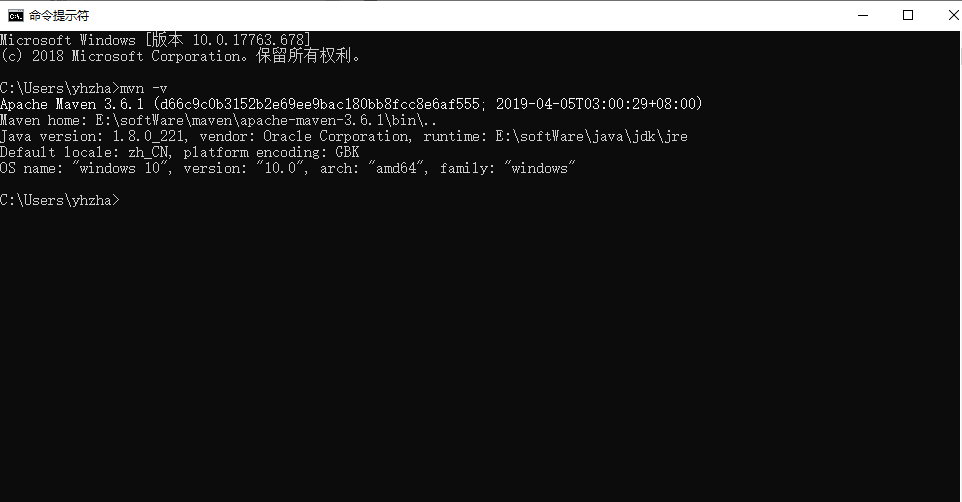 命令提示符
Microsoft Windows [版本 10.0.17763.678]
(c) 2018 Microsoft Corporation。保留所有权利。
C:\Users\yhzha>mvn -v
Apache Maven 3.6.1 (d66c9c0b3152b2e69ee9bac180bb8fcc8e6af555; 2019-04-05T03:00:29+08:00)
Maven home: E:\softWare\maven\apache-maven-3.6.1\bin\..
Java version: 1.8.0_221, vendor: Oracle Corporation, runtime: E:\softWare\java\jdk\jre
Default locale: zh_CN, platform encoding: GBK
OS name: "windows 10", version: "10.0", arch: "amd64", family: "windows"
C:\Users\yhzha>